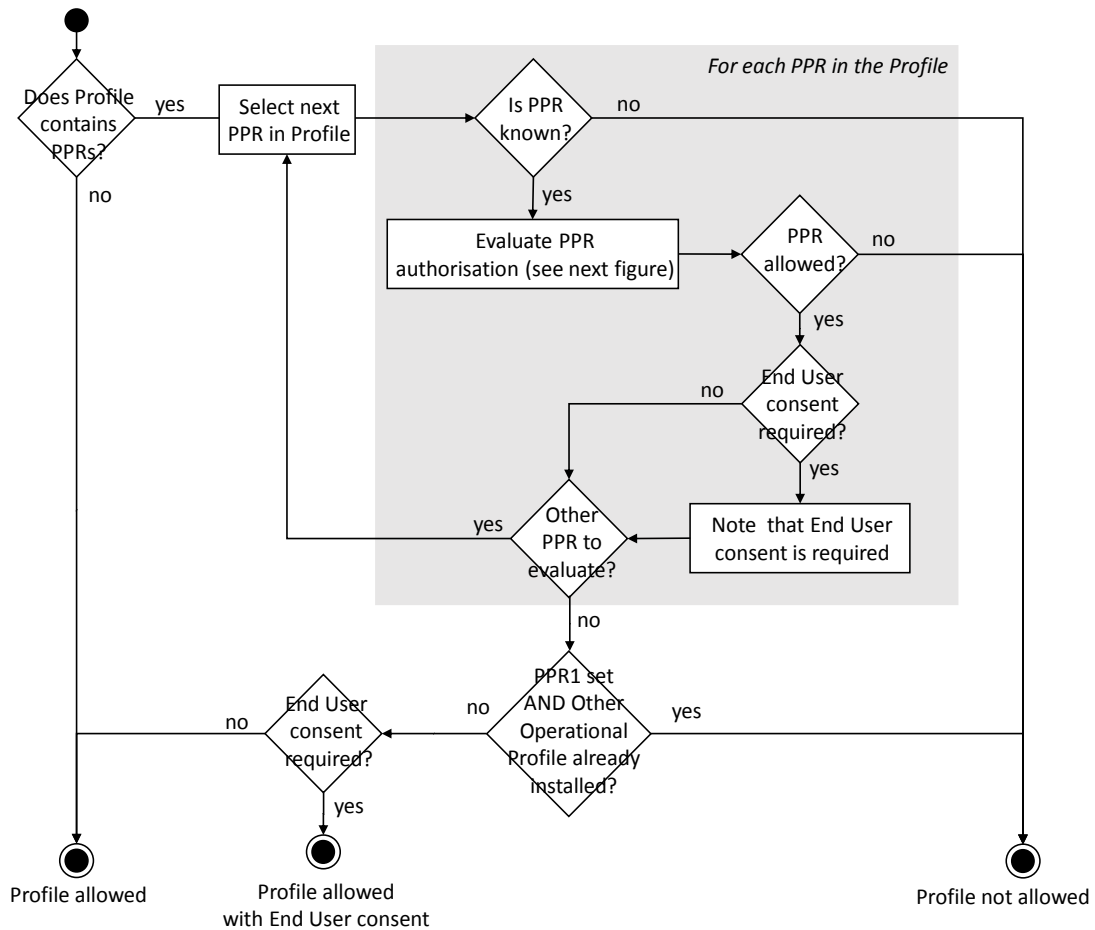 For each PPR in the Profile
Does Profile
contains
PPRs?
yes
Select next
PPR in Profile
Is PPR
known?
no
no
yes
Evaluate PPR
authorisation (see next figure)
PPR
allowed?
no
yes
End User
consent
required?
no
yes
Other
PPR to
evaluate?
yes
Note that End User
consent is required
no
PPR1 set
AND Other
Operational
Profile already
installed?
no
yes
End User
consent
required?
no
yes
Profile allowed
Profile allowed
with End User consent
Profile not allowed